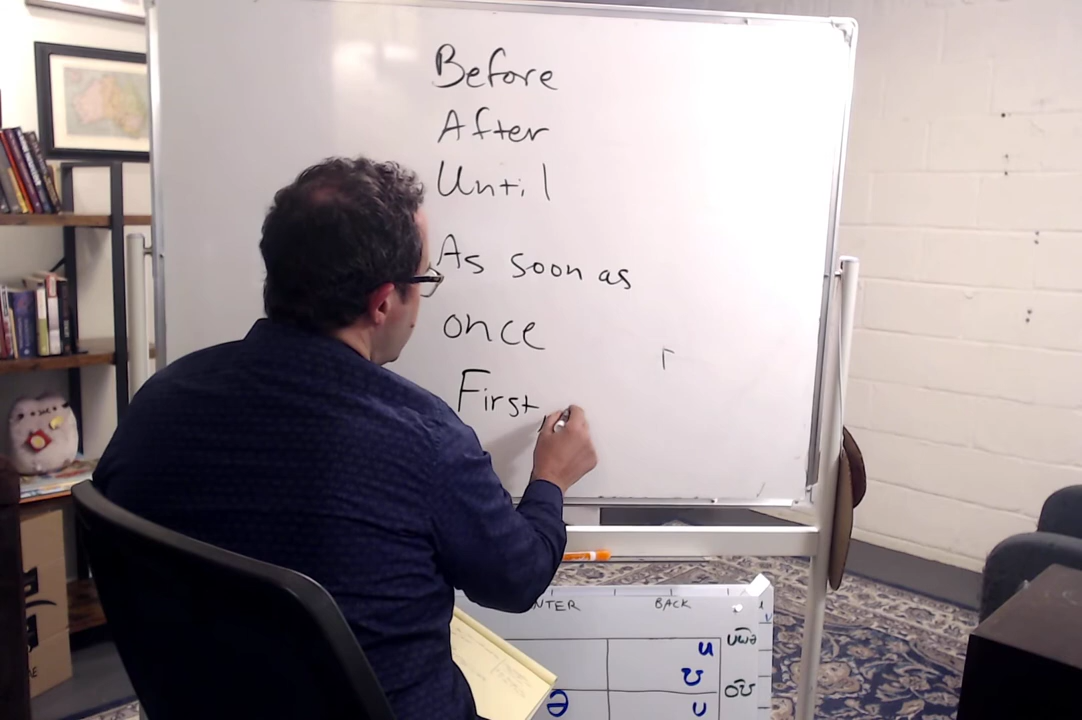 Before
After
Until
As soon as
once
First,
BACK
u
ʊ
ʊ